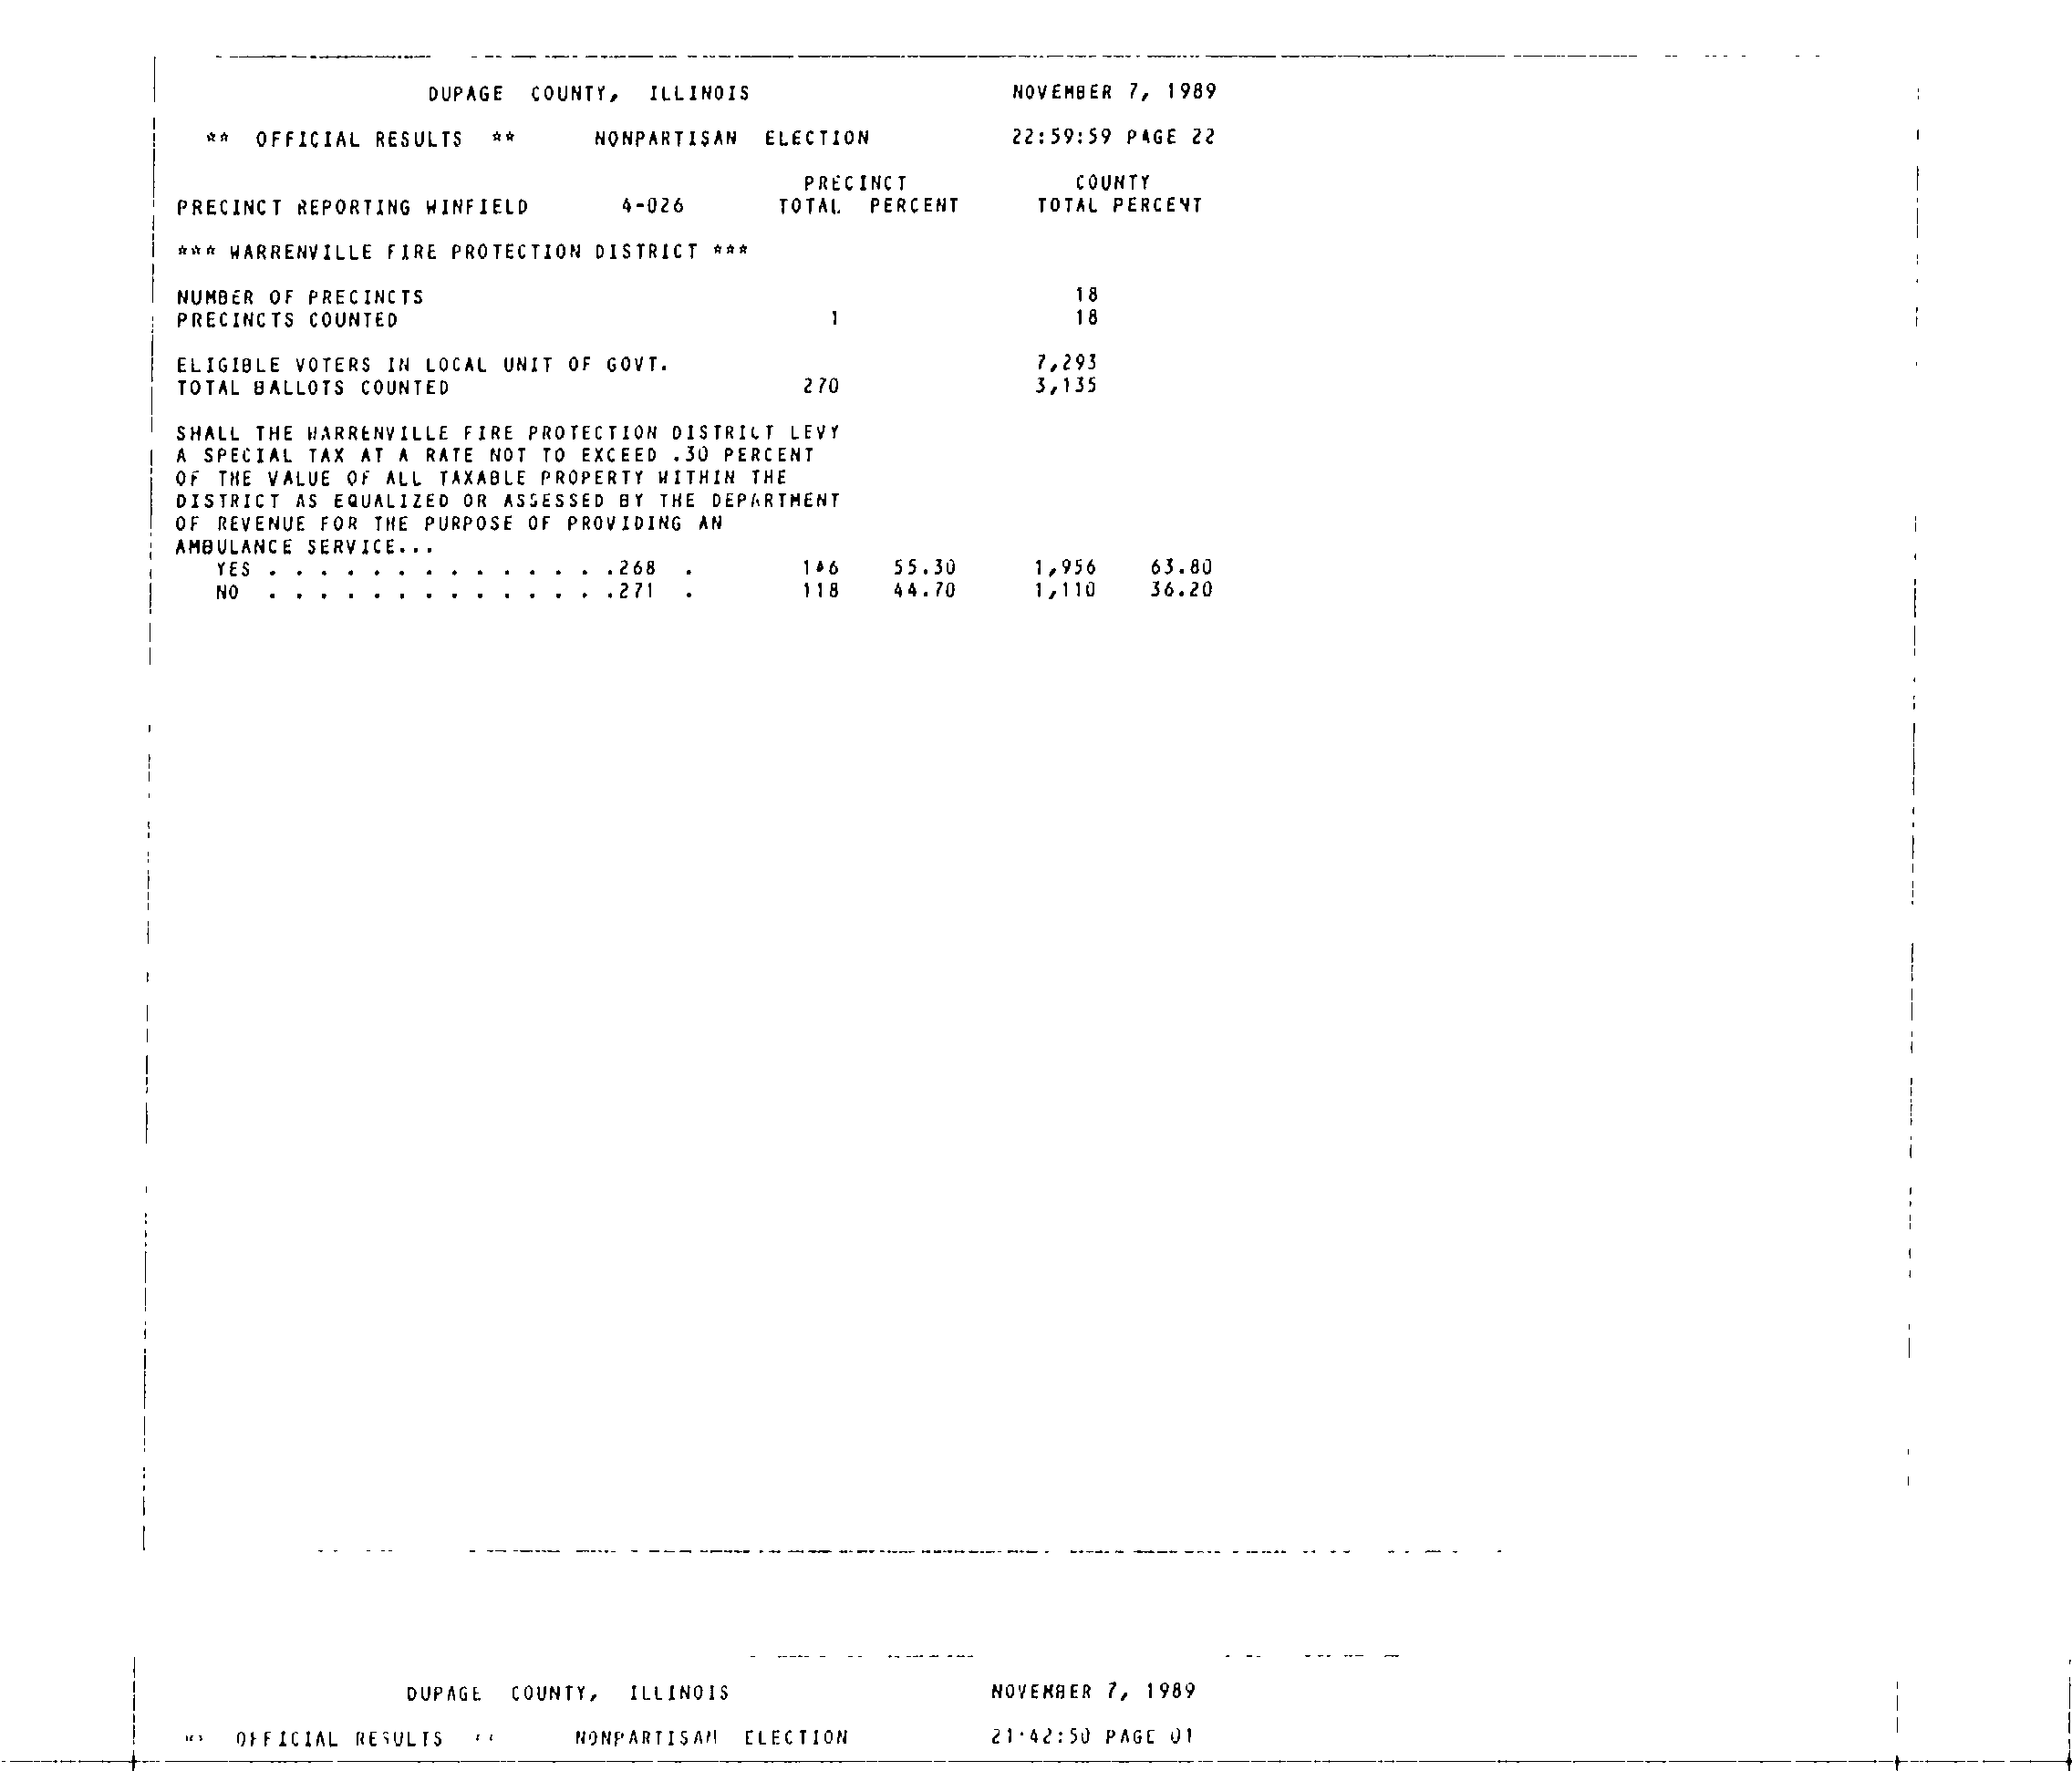 DUPAGE COUNTY, ILLINOIS NOVEMBER 7, 1989
** OFFICIAL RESULTS ** NONPARTISAN ELECTION 22:59:59 PAGE 22
PRECINCT COUNTY
PRECINCT REPORTING WINFIELD 4-026 TOTAL PERCENT TOTAL PERCENT
*** WARRENVILLE FIRE PROTECTION DISTRICT ***
NUMBER OF PRECINCTS 18
PRECINCTS COUNTED 1 18
ELIGIBLE VOTERS IN LOCAL UNIT OF GOVT. 7,293
TOTAL BALLOTS COUNTED 270 3,135
SHALL THE WARRENVILLE FIRE PROTECTION DISTRICT LEVY
A SPECIAL TAX AT A RATE NOT TO EXCEED .30 PERCENT
OF THE VALUE OF ALL TAXABLE PROPERTY WITHIN THE
DISTRICT AS EQUALIZED OR ASSESSED BY THE DEPARTMENT
OF REVENUE FOR THE PURPOSE OF PROVIDING AN
AMBULANCE SERVICE...
YES . . . . . . . . . . . . . .268 . 146 55.30 1,956 63.80
NO . . . . . . . . . . . . . .271 . 118 44.70 1,110 36.20
DUPAGE COUNTY, ILLINOIS NOVEMBER 7, 1989
** OFFICIAL RESULTS ** NONPARTISAN ELECTION 21:42:50 PAGE 01